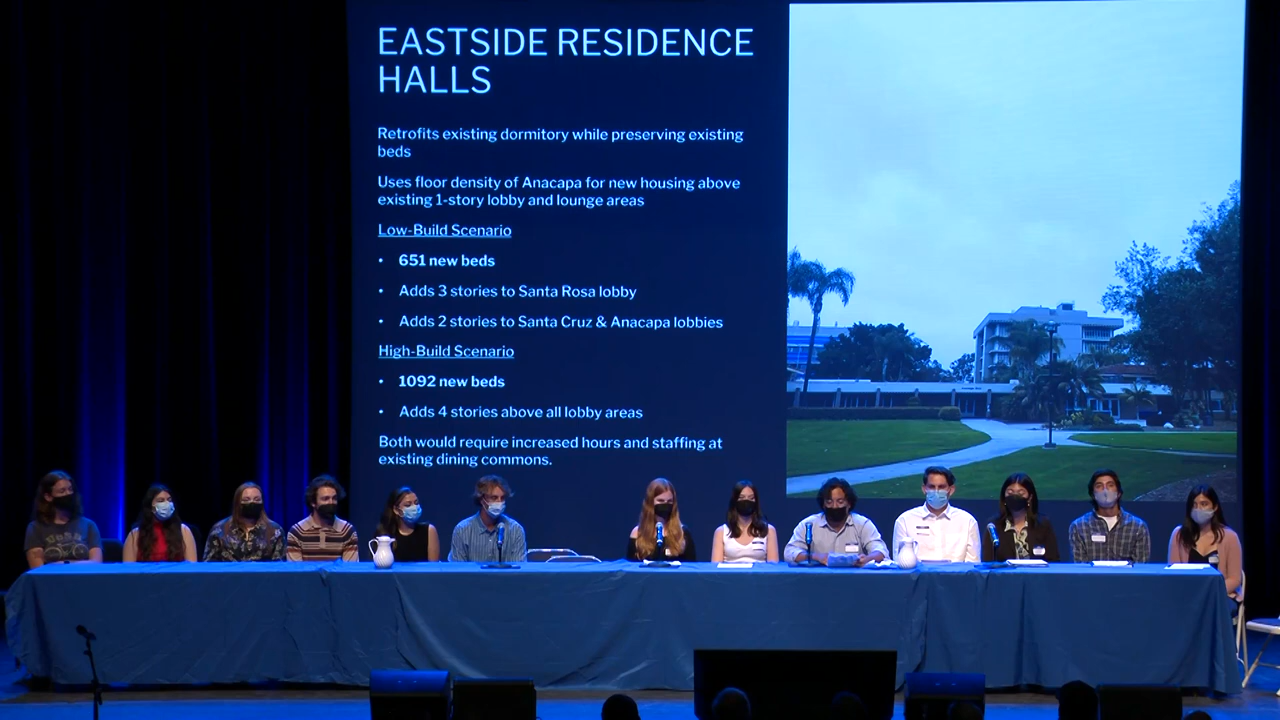 EASTSIDE RESIDENCE
HALLS
Retrofits existing dormitory while preserving existing
beds
Uses floor density of Anacapa for new housing above
existing 1-story lobby and lounge areas
Low-Build Scenario
• 651 new beds
• Adds 3 stories to Santa Rosa lobby
• Adds 2 stories to Santa Cruz & Anacapa lobbies
High-Build Scenario
• 1092 new beds
• Adds 4 stories above all lobby areas
Both would require increased hours and staffing at
existing dining commons.